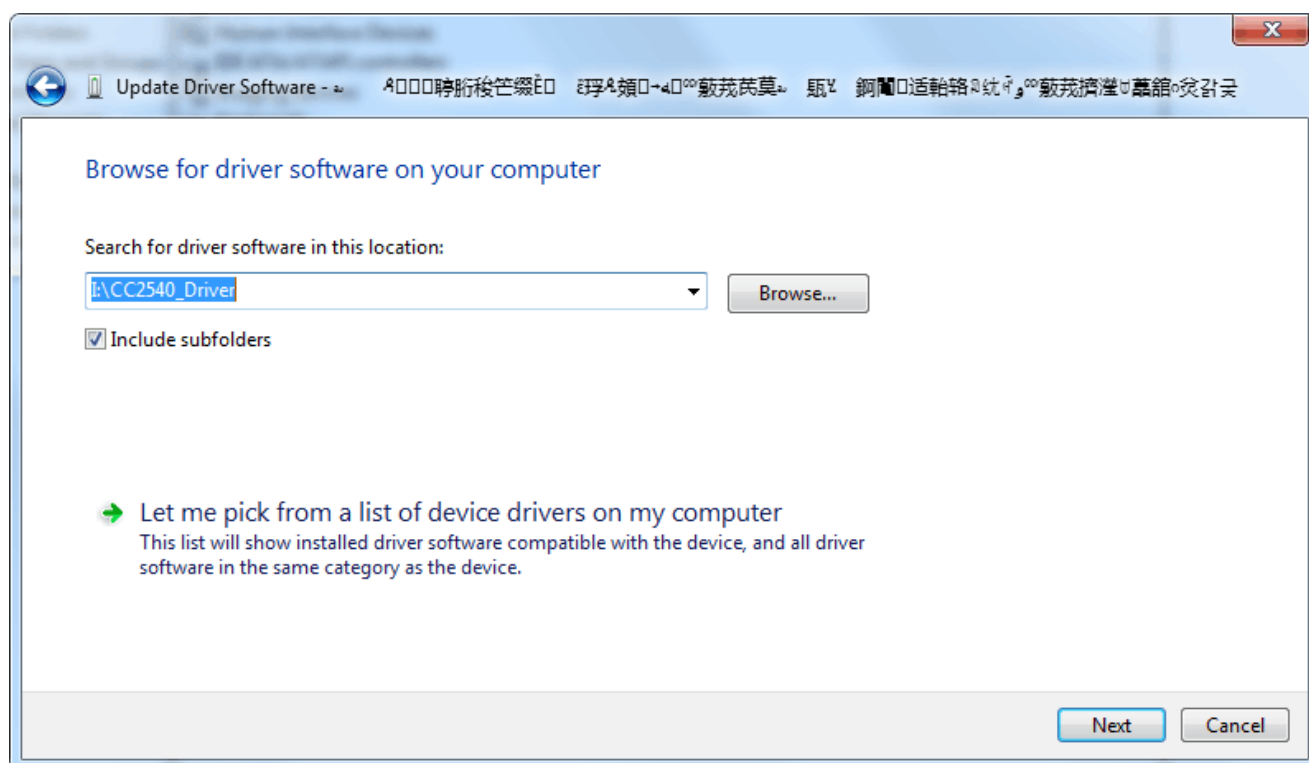 Update Driver Software -
Browse for driver software on your computer
Search for driver software in this location:
I:\CC2540_Driver
Browse...
Include subfolders
Let me pick from a list of device drivers on my computer
This list will show installed driver software compatible with the device, and all driver
software in the same category as the device.
Next
Cancel